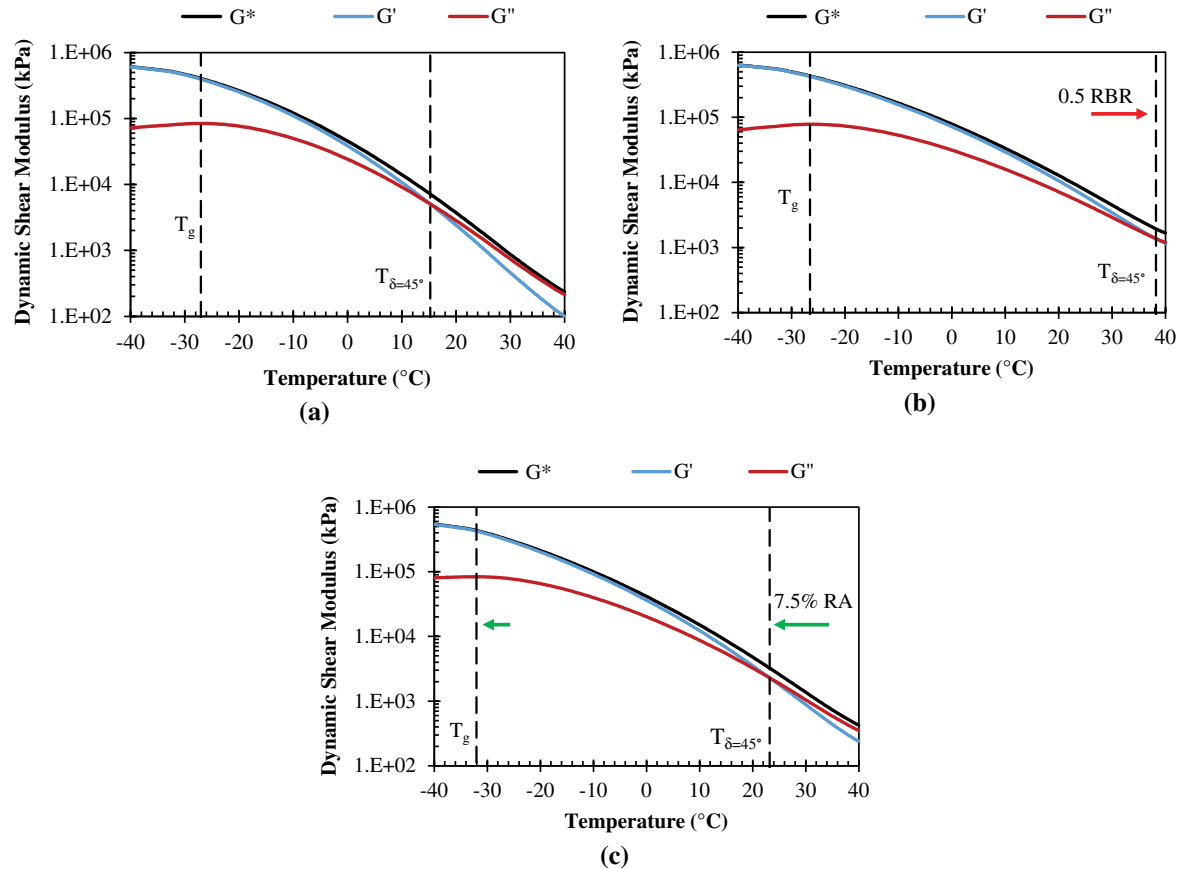 G* G' G"
Dynamic Shear Modulus (kPa)
1.E+06
1.E+05
1.E+04
1.E+03
1.E+02
Tg
Tδ=45°
-40 -30 -20 -10 0 10 20 30 40
Temperature (°C)
(a)
G* G' G"
Dynamic Shear Modulus (kPa)
1.E+06
1.E+05
1.E+04
1.E+03
1.E+02
0.5 RBR
Tg
Tδ=45°
-40 -30 -20 -10 0 10 20 30 40
Temperature (°C)
(b)
G* G' G"
Dynamic Shear Modulus (kPa)
1.E+06
1.E+05
1.E+04
1.E+03
1.E+02
7.5% RA
Tg
Tδ=45°
-40 -30 -20 -10 0 10 20 30 40
Temperature (°C)
(c)